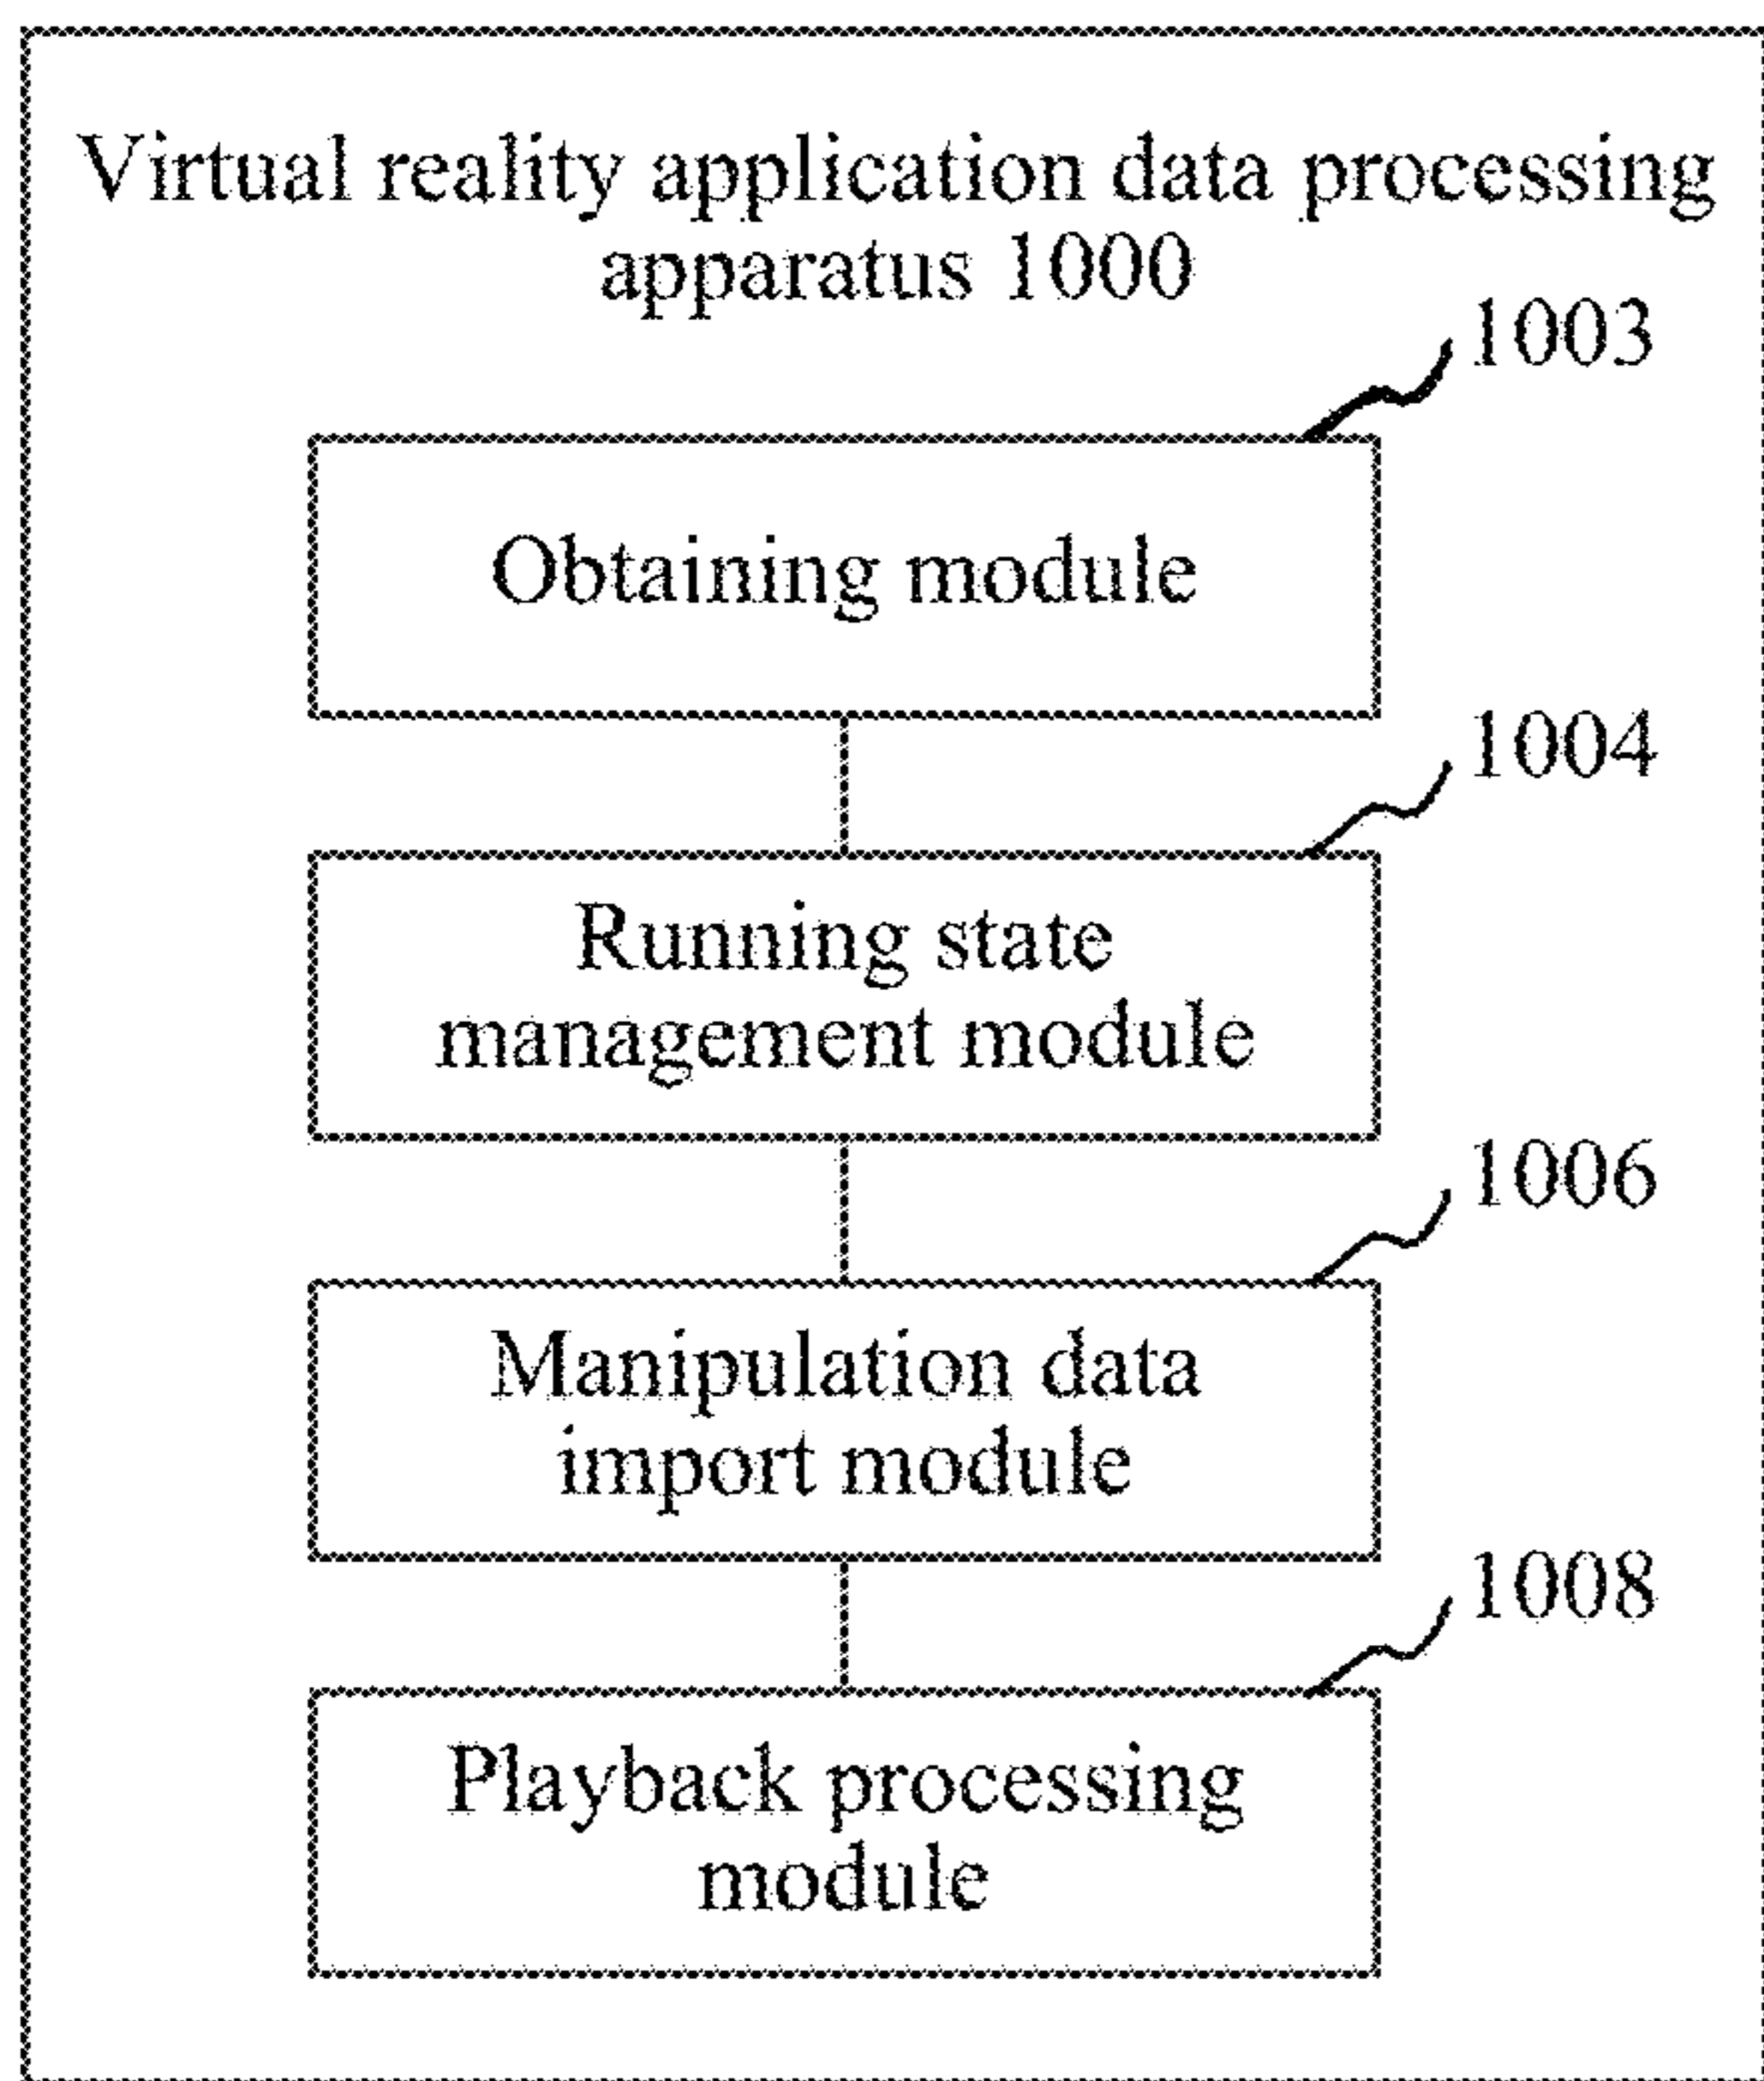 Virtual reality application data processing
apparatus 1000
1003
Obtaining module
1004
Running state
management module
1006
Manipulation data
import module
1008
Playback processing
module